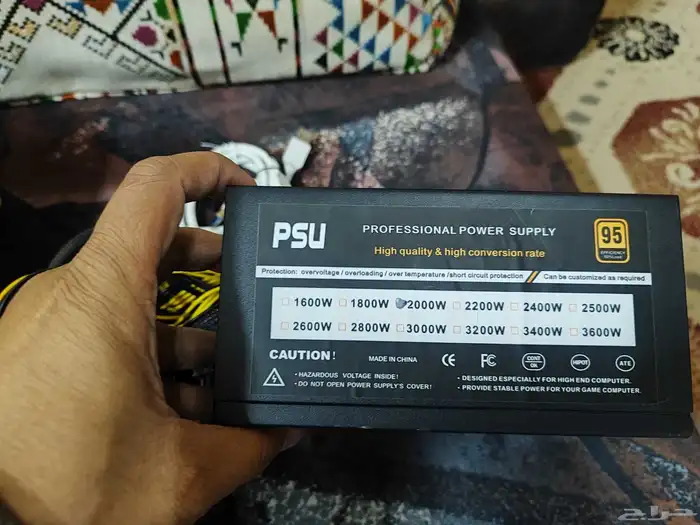 PSU
PROFESSIONAL POWER SUPPLY
High quality & high conversion rate
95
EFFICIENCY
Protection: overvoltage / overloading / over temperature / short circuit protection // Can be customized as required
1600W 1800W 2000W 2200W 2400W 2500W
2600W 2800W 3000W 3200W 3400W 3600W
CAUTION!
MADE IN CHINA
CE FC CONT ON. HIPOT ATE
• HAZARDOUS VOLTAGE INSIDE!
• DO NOT OPEN POWER SUPPLY'S COVER!
• DESIGNED ESPECIALLY FOR HIGH END COMPUTER.
• PROVIDE STABLE POWER FOR YOUR GAME COMPUTER.
حراج